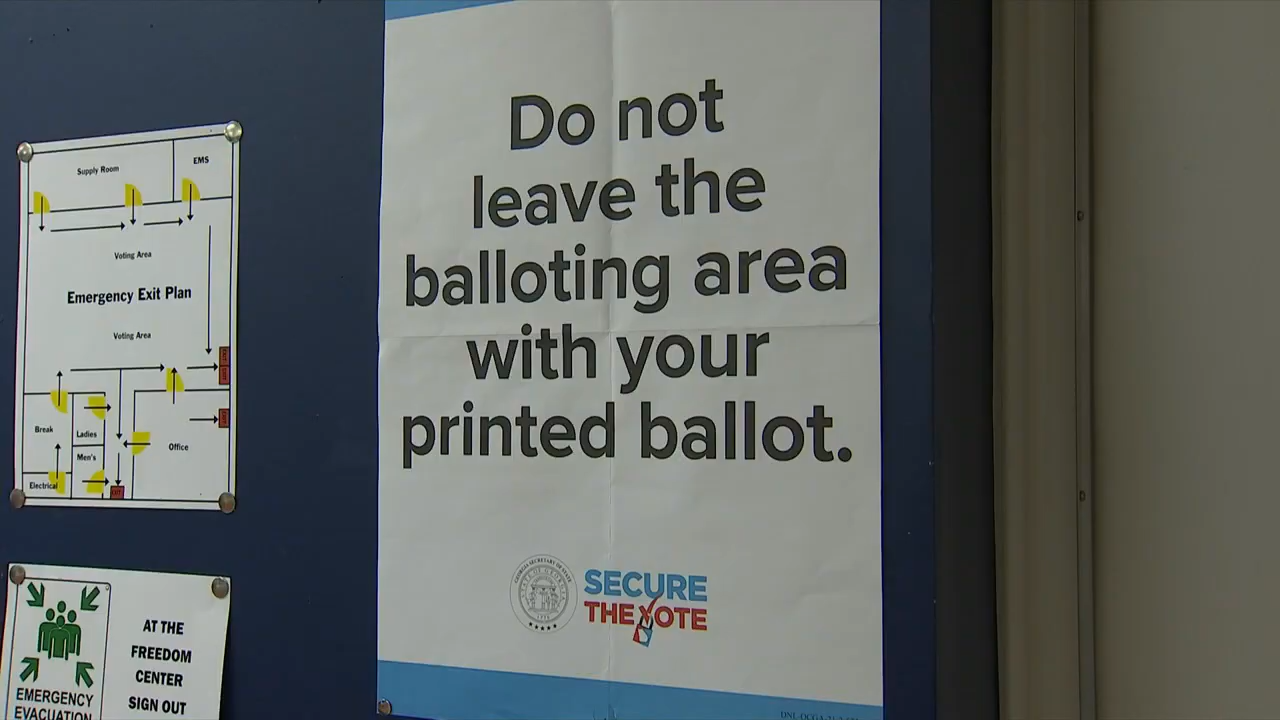 Supply Room
EMS
Voting Area
Emergency Exit Plan
Voting Area
Break
Ladies
Men's
Office
Electrical
EMERGENCY
EVACUATION
AT THE
FREEDOM
CENTER
SIGN OUT
Do not
leave the
balloting area
with your
printed ballot.
SECURE
THE VOTE